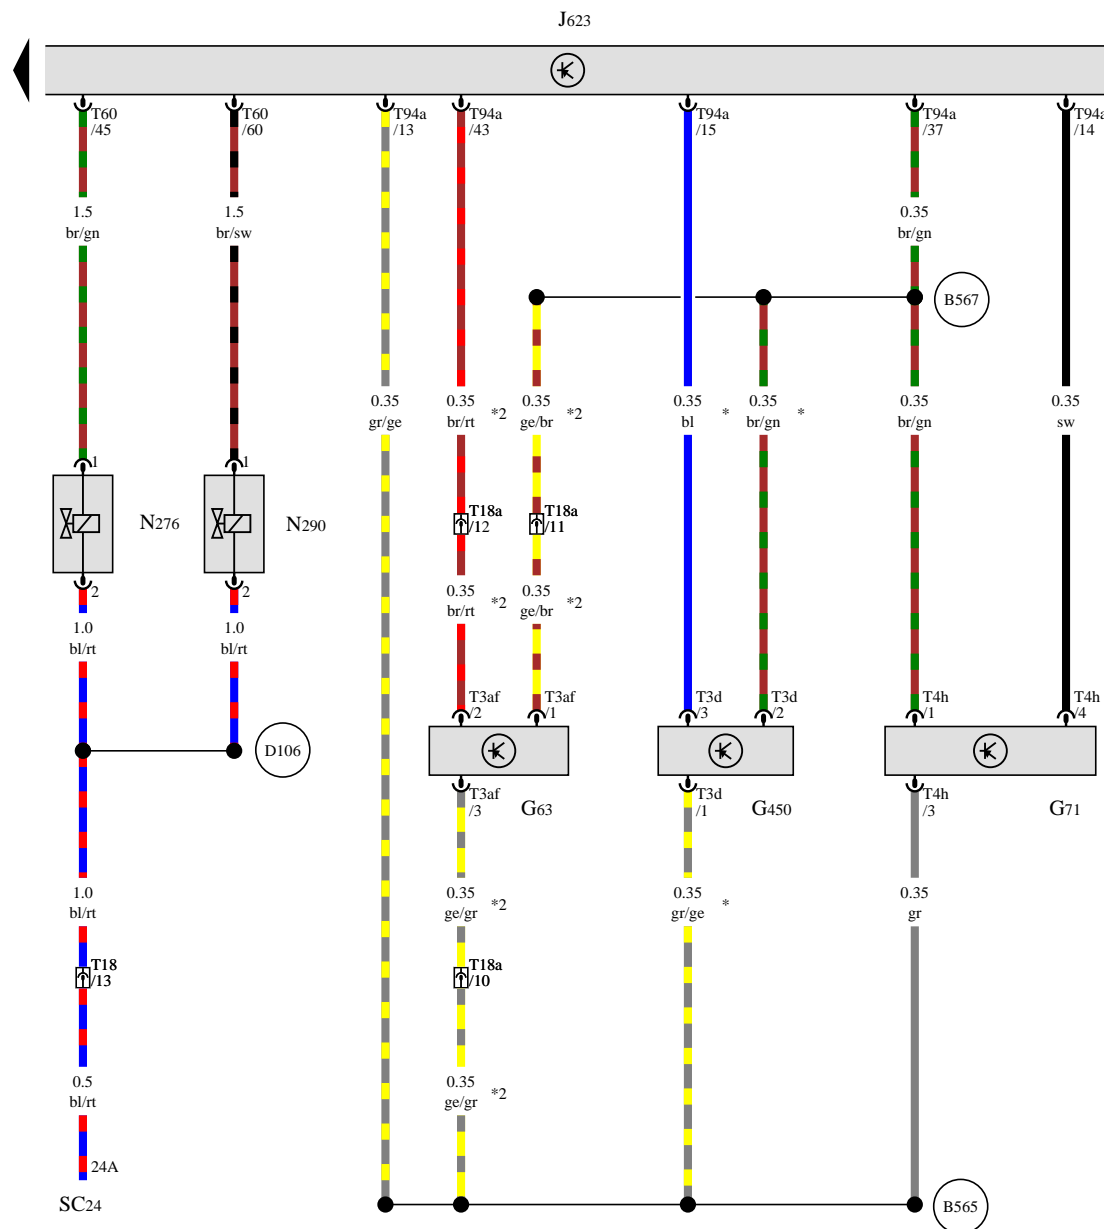 J623
T60
/45
T60
/60
T94a
/13
T94a
/43
T94a
/15
T94a
/37
T94a
/14
1.5
br/gn
1.5
br/sw
0.35
br/gn
B567
0.35
gr/ge
0.35
br/rt *2
0.35
ge/br *2
0.35
bl *
0.35
br/gn *
0.35
br/gn
0.35
sw
1
1
N276
N290
T18a
/12
T18a
/11
2
2
1.0
bl/rt
1.0
bl/rt
0.35
br/rt *2
0.35
ge/br *2
T3af
/2
T3af
/1
T3d
/3
T3d
/2
T4h
/1
T4h
/4
D106
T3af
/3
G63
T3d
/1
G450
T4h
/3
G71
1.0
bl/rt
0.35
ge/gr *2
0.35
gr/ge *
0.35
gr
T18
/13
T18a
/10
0.5
bl/rt
0.35
ge/gr *2
24A
SC24
B565